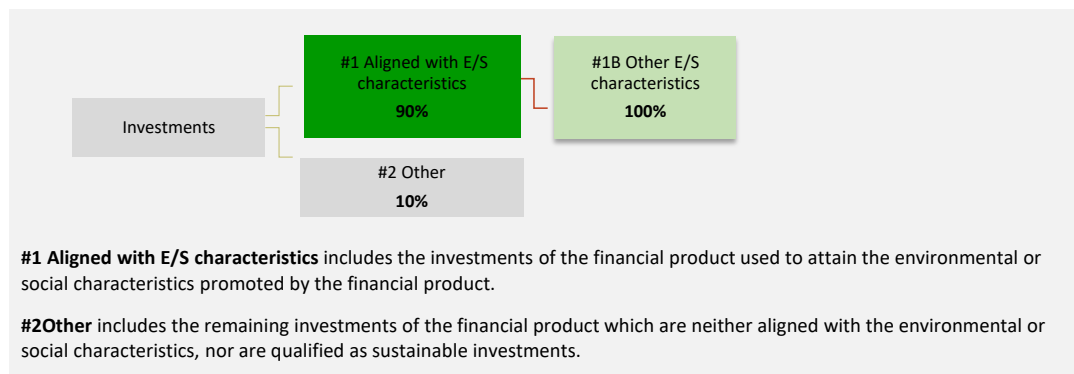 #1 Aligned with E/S
characteristics
90%
#1B Other E/S
characteristics
100%
Investments
#2 Other
10%
#1 Aligned with E/S characteristics includes the investments of the financial product used to attain the environmental or
social characteristics promoted by the financial product.
#2Other includes the remaining investments of the financial product which are neither aligned with the environmental or
social characteristics, nor are qualified as sustainable investments.